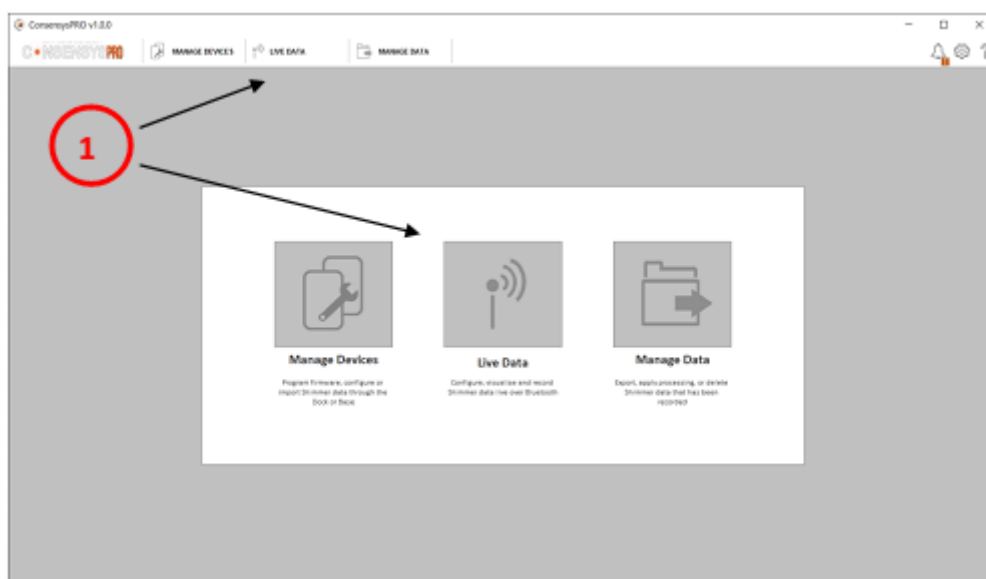 ConsensysPRO v1.0.0
CONSENSYSPRO
MANAGE DEVICES
LIVE DATA
MANAGE DATA
1
Manage Devices
Program firmware, configure or
import Shimmer data through the
Dock or Base
Live Data
Configure, visualise and record
Shimmer data live over Bluetooth
Manage Data
Export, apply processing, or delete
Shimmer data that has been
recorded